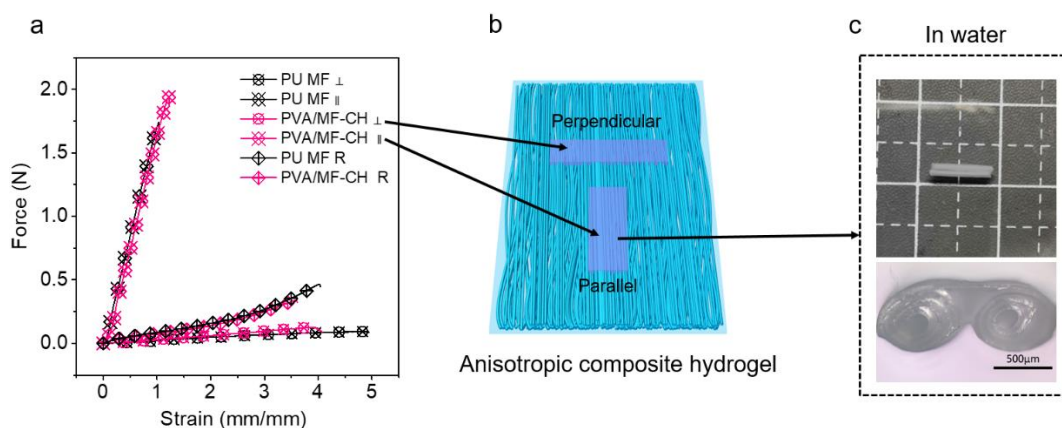 a
b
c
In water
Force (N)
2.0
1.5
1.0
0.5
0.0
PU MF ⊥
PU MF ∥
PVA/MF-CH ⊥
PVA/MF-CH ∥
PU MF R
PVA/MF-CH R
0 1 2 3 4 5
Strain (mm/mm)
Perpendicular
Parallel
Anisotropic composite hydrogel
500μm